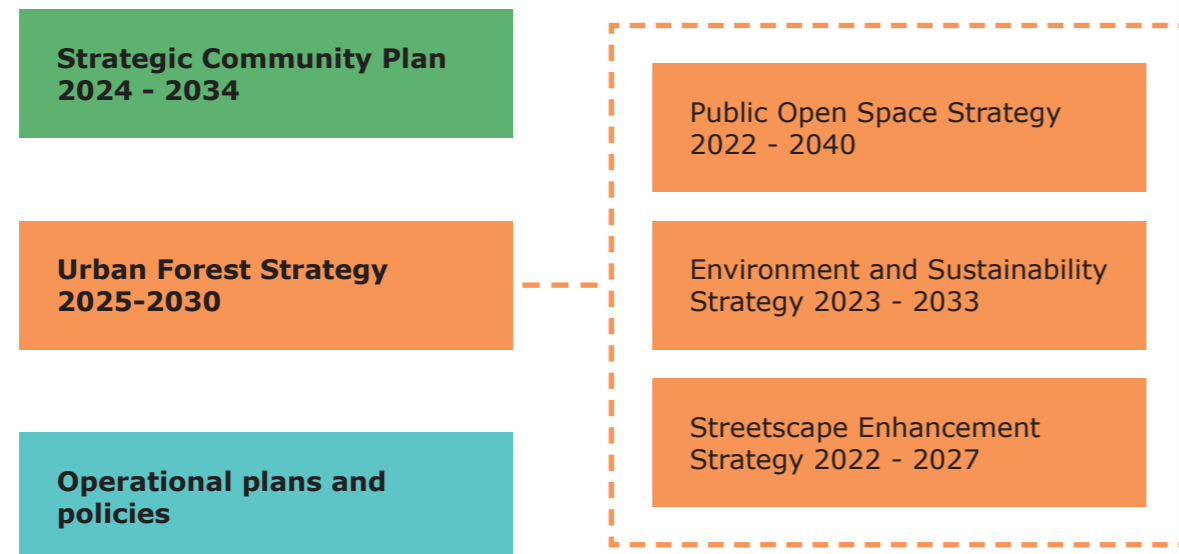 Strategic Community Plan
2024 - 2034
Urban Forest Strategy
2025-2030
Operational plans and
policies
Public Open Space Strategy
2022 - 2040
Environment and Sustainability
Strategy 2023 - 2033
Streetscape Enhancement
Strategy 2022 - 2027